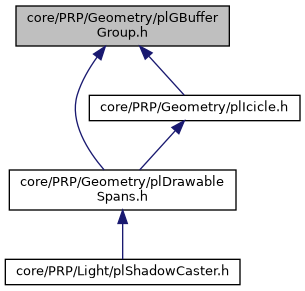 core/PRP/Geometry/plGBuffer
Group.h
core/PRP/Geometry/plIcicle.h
core/PRP/Geometry/plDrawable
Spans.h
core/PRP/Light/plShadowCaster.h